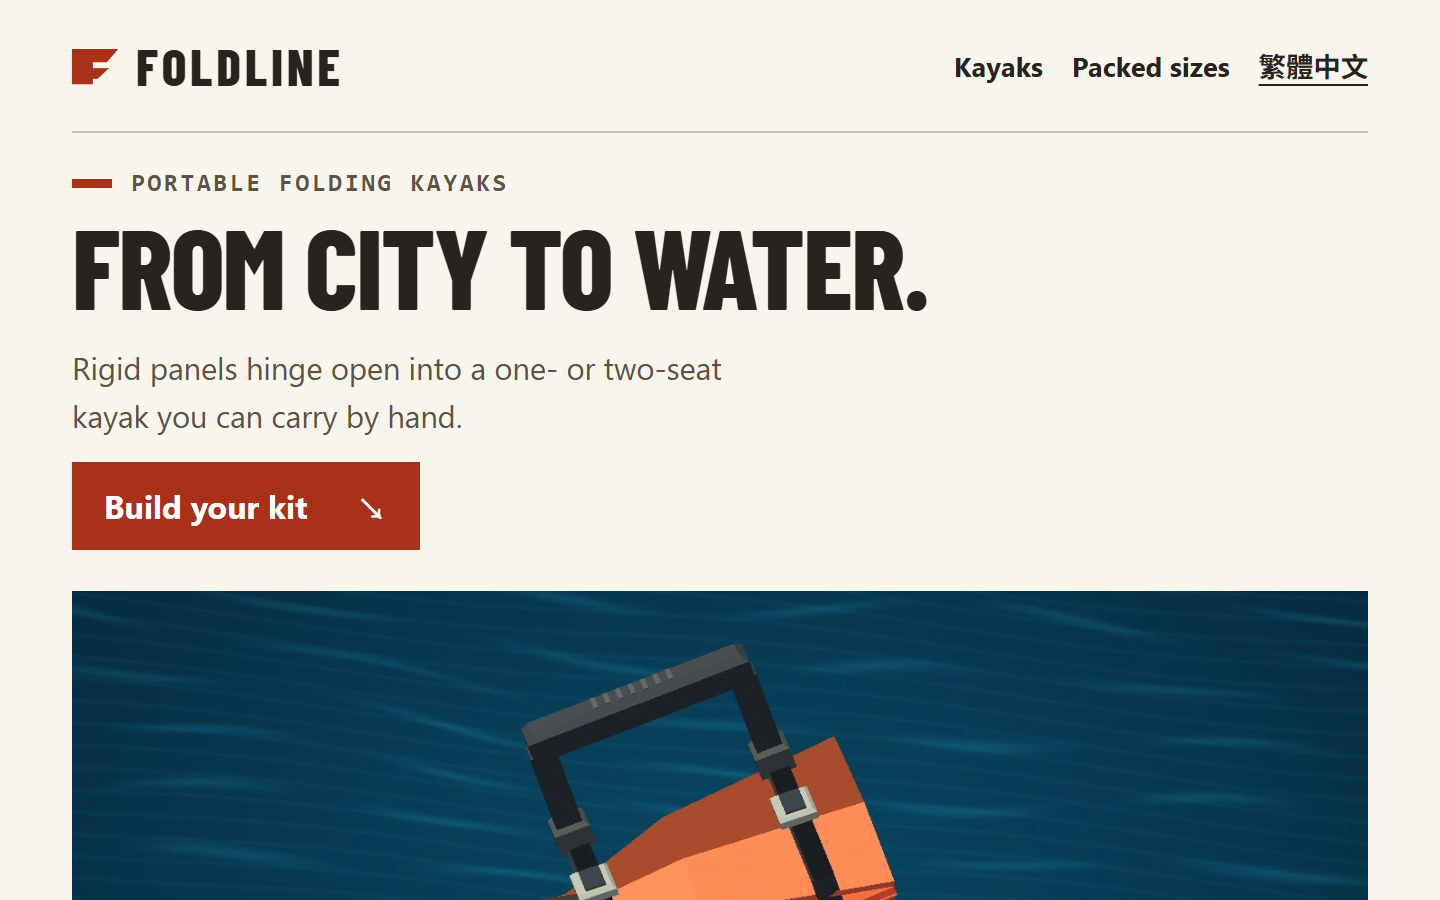 FOLDLINE
Kayaks
Packed sizes
繁體中文
PORTABLE FOLDING KAYAKS
FROM CITY TO WATER.
Rigid panels hinge open into a one- or two-seat
kayak you can carry by hand.
Build your kit ↘